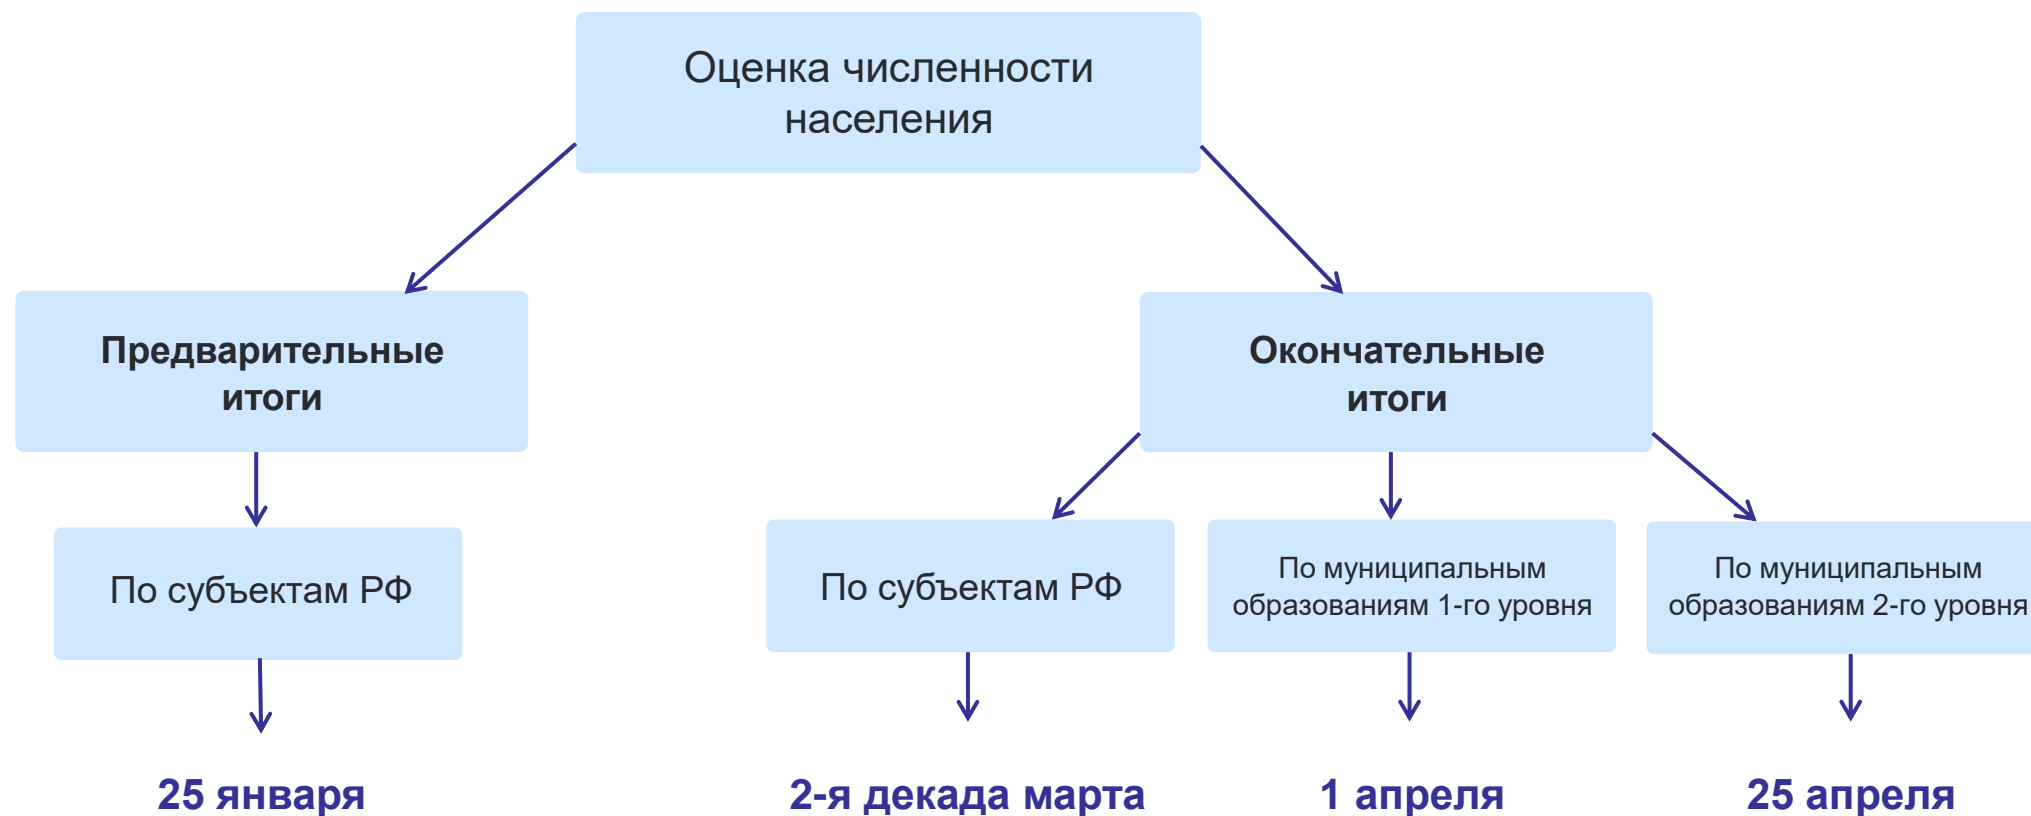 Оценка численности
населения
Предварительные
итоги
Окончательные
итоги
По субъектам РФ
По субъектам РФ
По муниципальным
образованиям 1-го уровня
По муниципальным
образованиям 2-го уровня
25 января
2-я декада марта
1 апреля
25 апреля